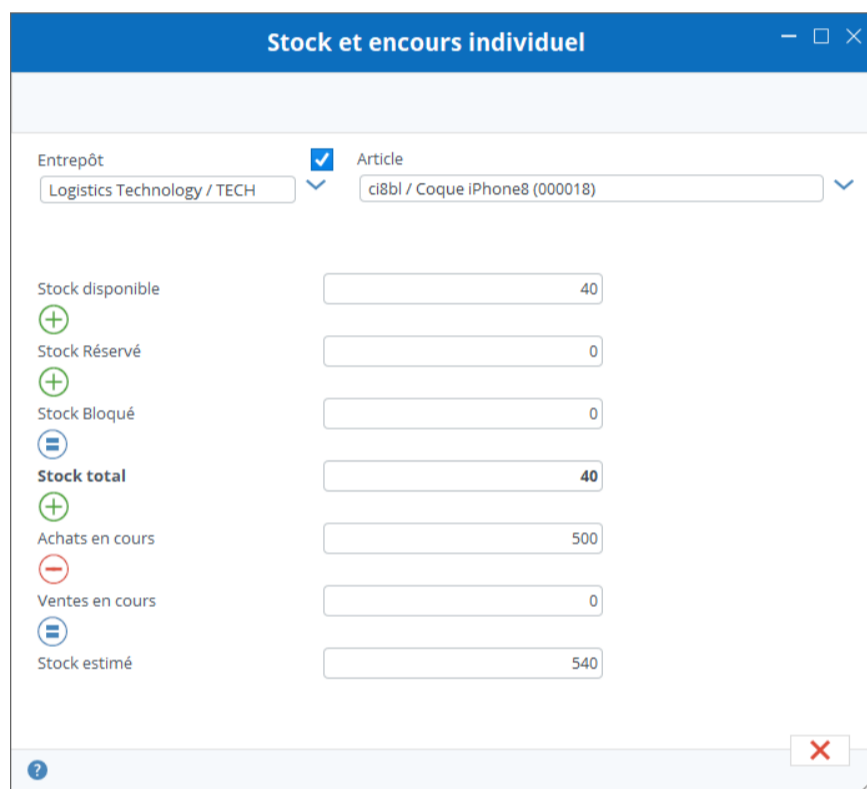 Stock et encours individuel
Entrepôt Article
Logistics Technology / TECH ci8bl / Coque iPhone8 (000018)
Stock disponible 40
Stock Réservé 0
Stock Bloqué 0
Stock total 40
Achats en cours 500
Ventes en cours 0
Stock estimé 540
?